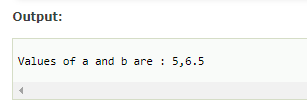 Output:
Values of a and b are : 5,6.5